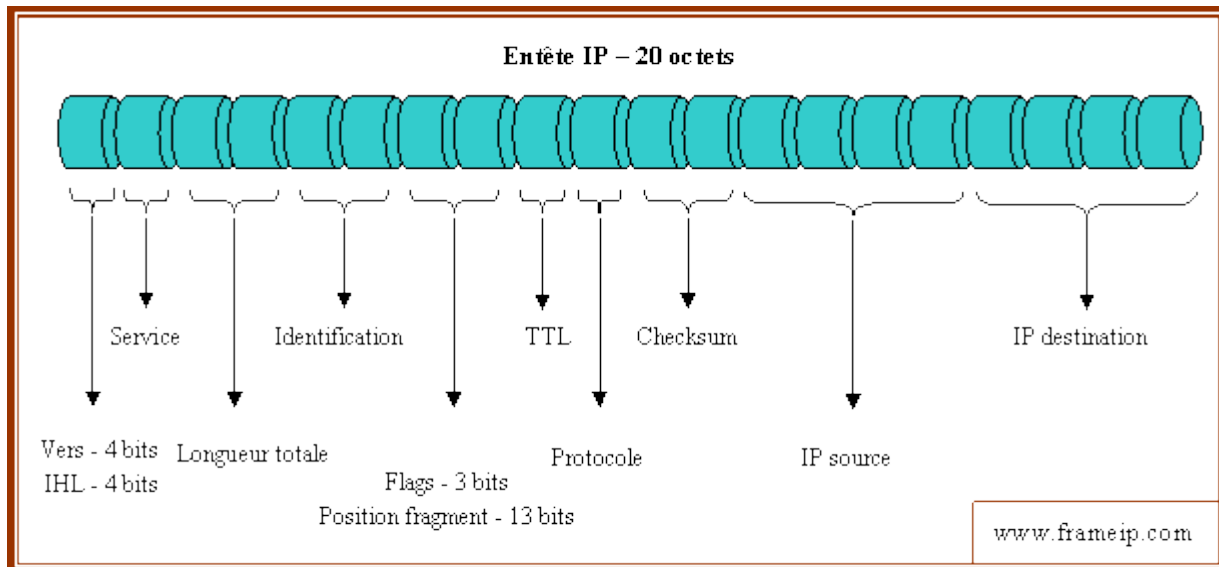 Entête IP – 20 octets
Service
Identification
TTL
Checksum
IP destination
Vers - 4 bits
IHL - 4 bits
Longueur totale
Flags - 3 bits
Position fragment - 13 bits
Protocole
IP source
www.frameip.com